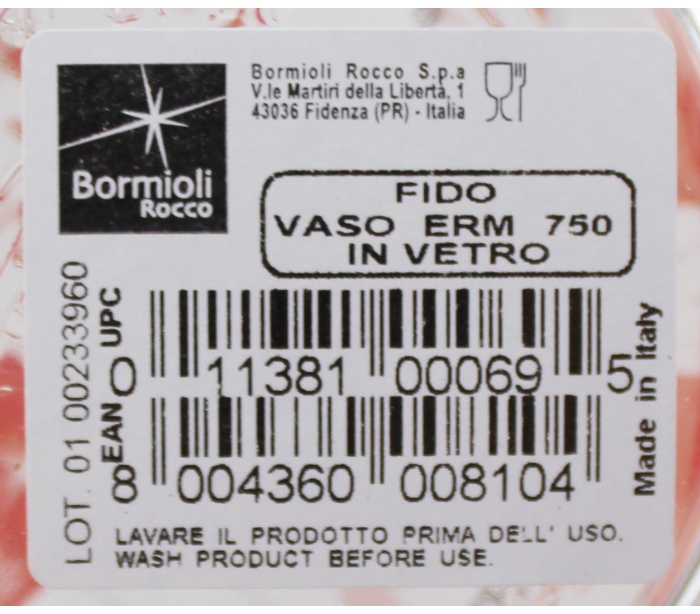 Bormioli
Rocco
Bormioli Rocco S.p.a
V.le Martiri della Libertà, 1
43036 Fidenza (PR) - Italia
FIDO
VASO ERM 750
IN VETRO
LOT. 01 00233960
UPC
0 11381 00069 5
EAN
8 004360 008104
Made in Italy
LAVARE IL PRODOTTO PRIMA DELL' USO.
WASH PRODUCT BEFORE USE.